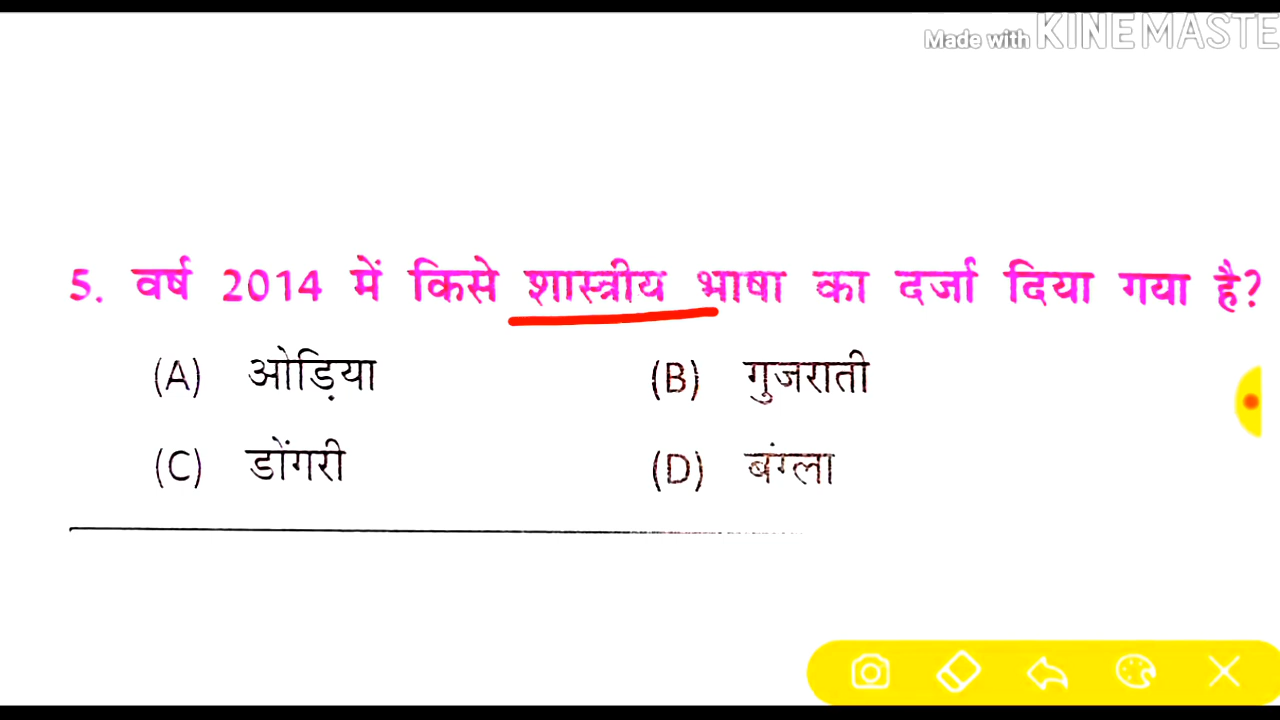 Made with KINEMASTE
5. वर्ष 2014 में किसे शास्त्रीय भाषा का दर्जा दिया गया है?
(A) ओड़िया (B) गुजराती
(C) डोंगरी (D) बंग्ला